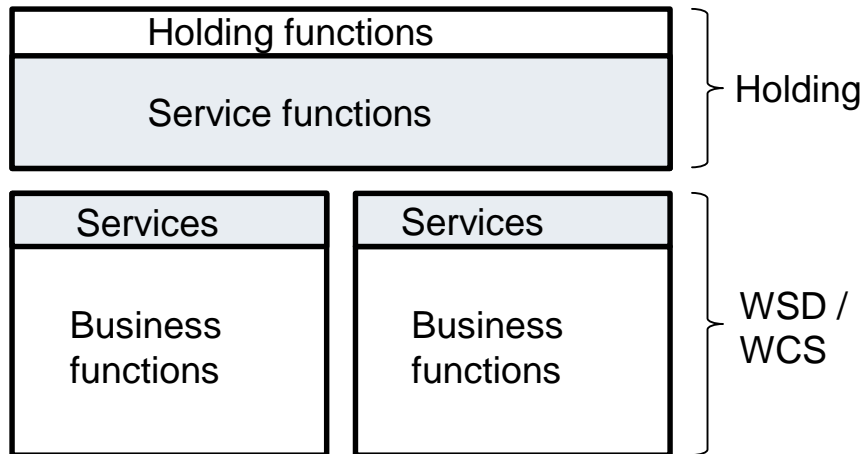 Holding functions
Service functions
Holding
Services
Services
Business
functions
Business
functions
WSD /
WCS